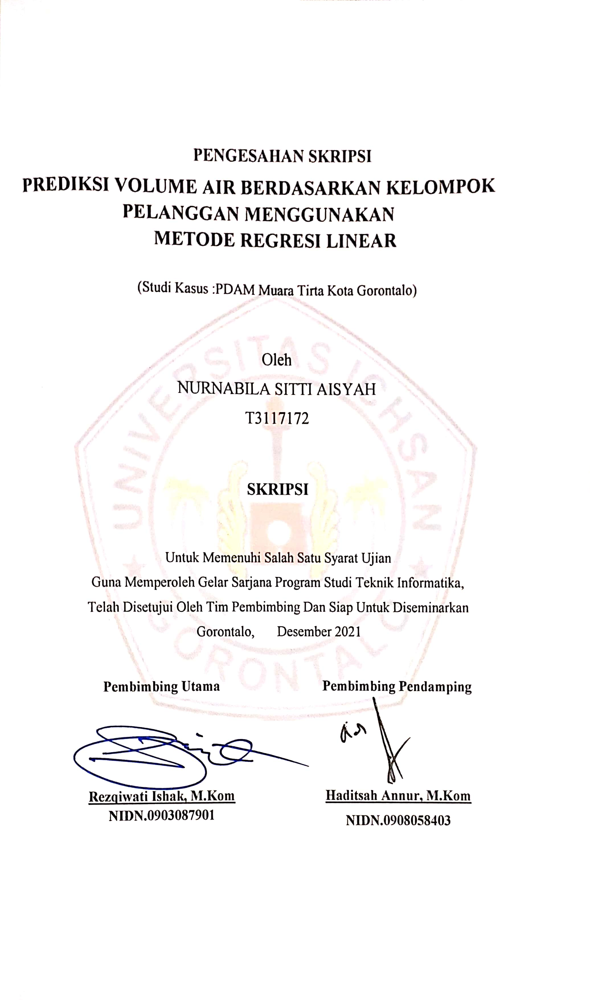 PENGESAHAN SKRIPSI
PREDIKSI VOLUME AIR BERDASARKAN KELOMPOK
PELANGGAN MENGGUNAKAN
METODE REGRESI LINEAR
(Studi Kasus :PDAM Muara Tirta Kota Gorontalo)
UNIVERSITAS ICHSAN
Oleh
NURNABILA SITTI AISYAH
T3117172
SKRIPSI
Untuk Memenuhi Salah Satu Syarat Ujian
Guna Memperoleh Gelar Sarjana Program Studi Teknik Informatika,
Telah Disetujui Oleh Tim Pembimbing Dan Siap Untuk Diseminarkan
Gorontalo, Desember 2021
GORONTALO
Pembimbing Utama Pembimbing Pendamping
Rezqiwati Ishak, M.Kom Haditsah Annur, M.Kom
NIDN.0903087901 NIDN.0908058403